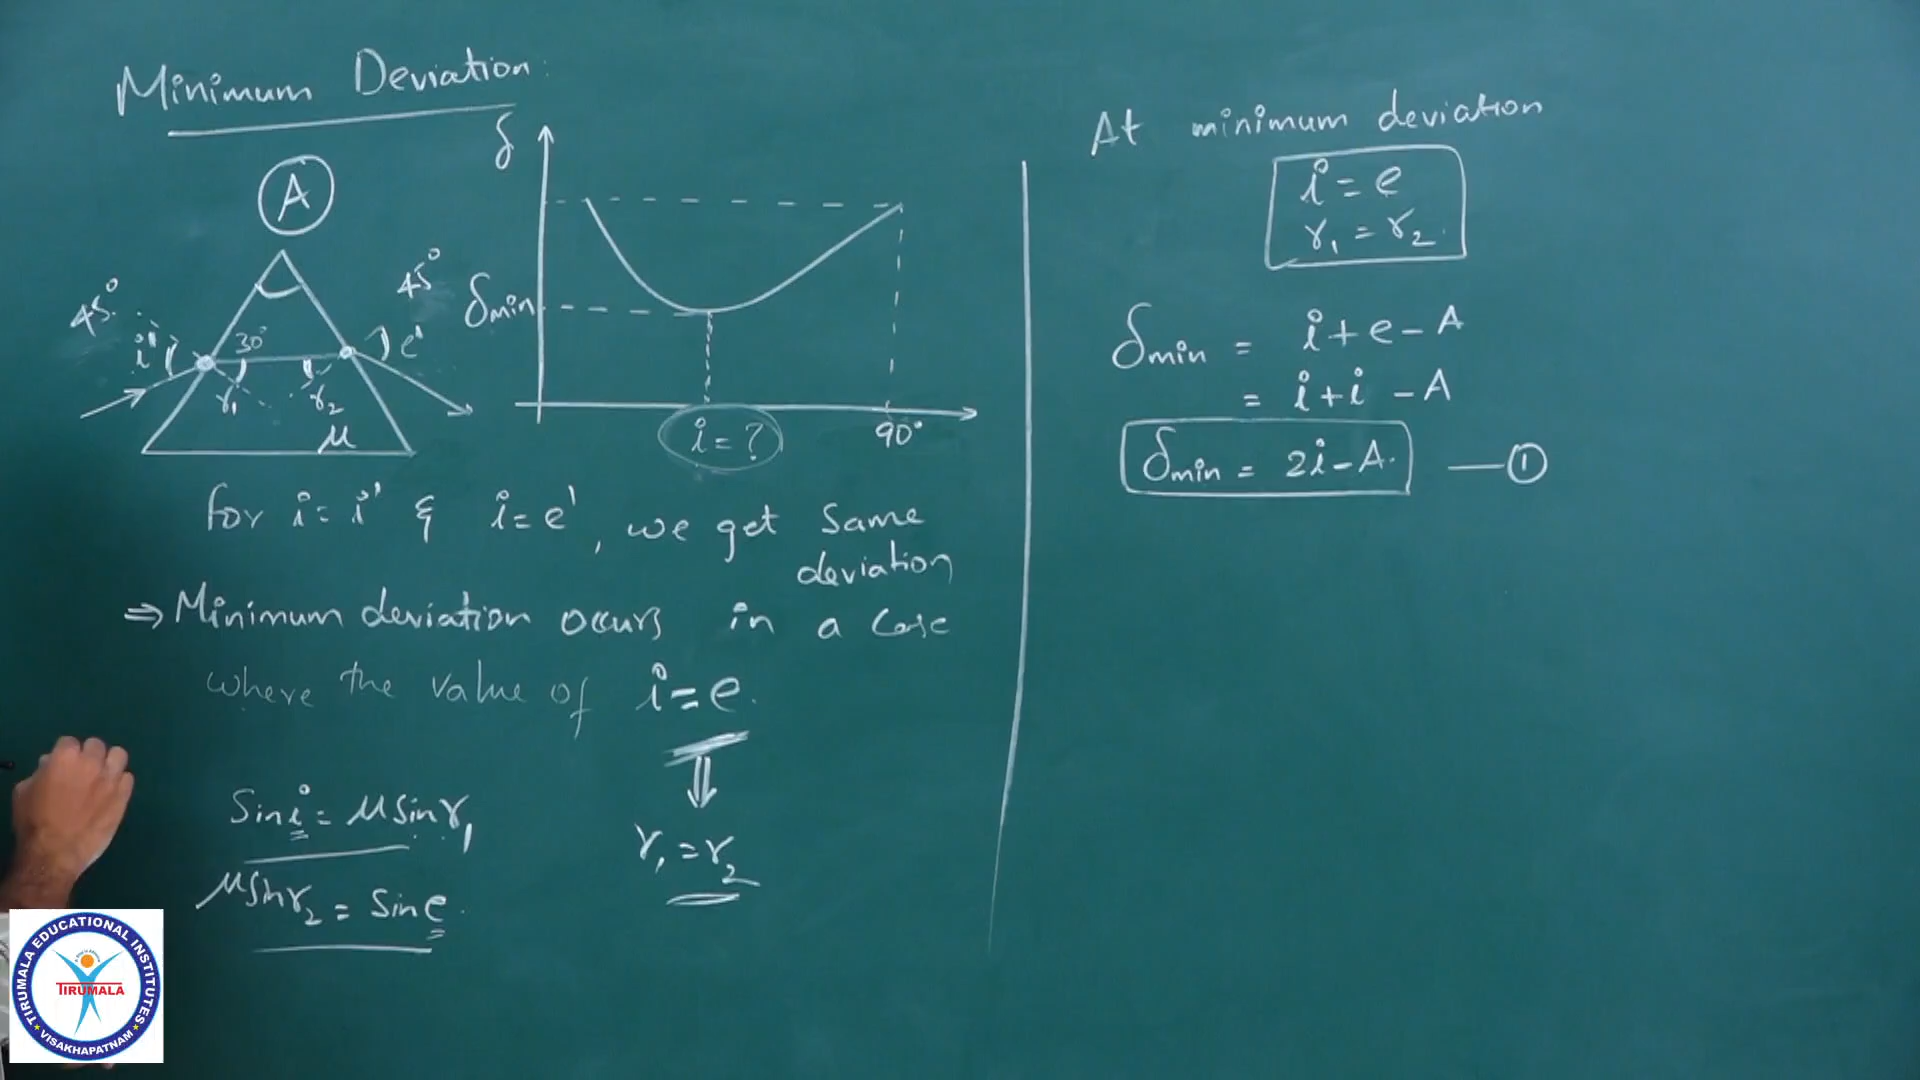 Minimum Deviation
A
δ
45°
45°
δmin
i'
30°
e'
r₁
r₂
μ
i = ?
90°
for i = i' & i = e', we get same
deviation
⇒ Minimum deviation occurs in a case
where the value of i = e.
⇓
Sin i = μ sin r₁
r₁ = r₂
μ sin r₂ = Sin e.
At minimum deviation
i = e
r₁ = r₂.
δmin = i + e - A
= i + i - A
δmin = 2i - A. — ①
TIRUMALA EDUCATIONAL INSTITUTES
TIRUMALA
★ VISAKHAPATNAM ★